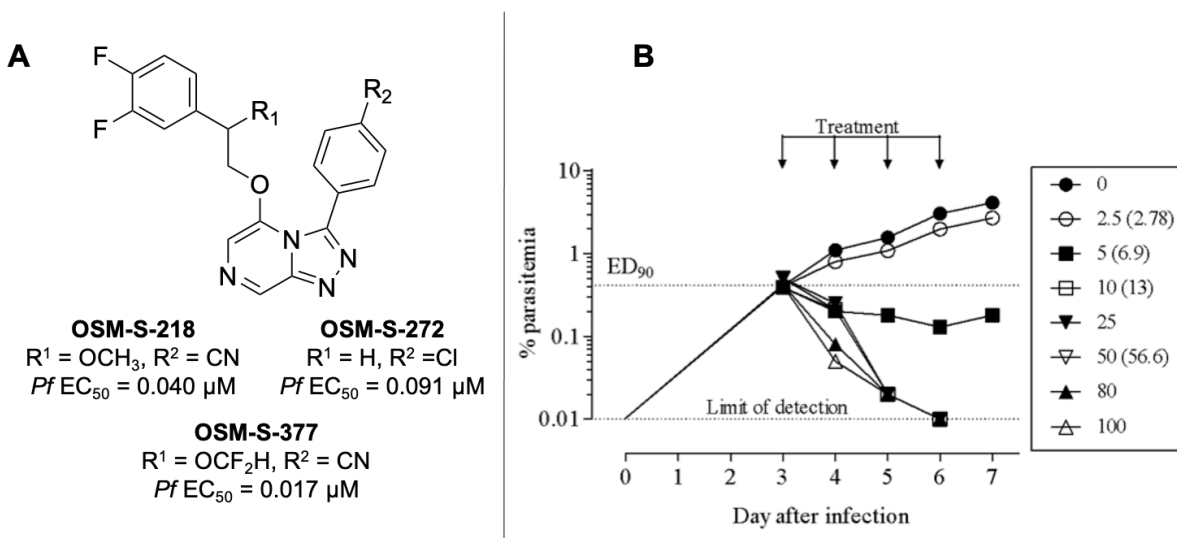 A
F
F
R₁
R₂
O
N
N
N
N
OSM-S-218
R¹ = OCH₃, R² = CN
Pf EC₅₀ = 0.040 µM
OSM-S-272
R¹ = H, R² =Cl
Pf EC₅₀ = 0.091 µM
OSM-S-377
R¹ = OCF₂H, R² = CN
Pf EC₅₀ = 0.017 µM
B
Treatment
10
1
0.1
0.01
% parasitemia
ED₉₀
Limit of detection
0 1 2 3 4 5 6 7
Day after infection
0
2.5 (2.78)
5 (6.9)
10 (13)
25
50 (56.6)
80
100